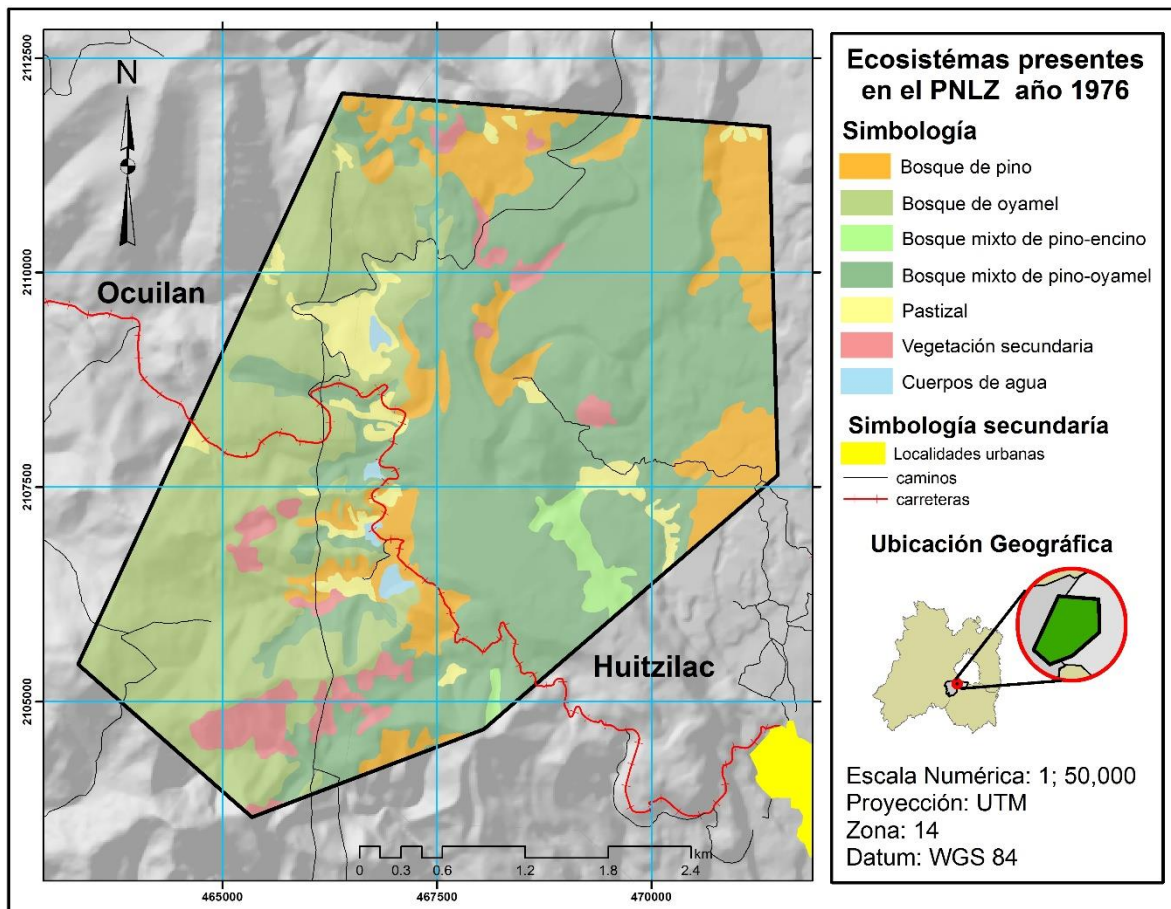 2112500
2110000
2107500
2105000
N
Ocuilan
Huitzilac
km
0 0.3 0.6 1.2 1.8 2.4
465000 467500 470000
Ecosistémas presentes
en el PNLZ año 1976
Simbología
Bosque de pino
Bosque de oyamel
Bosque mixto de pino-encino
Bosque mixto de pino-oyamel
Pastizal
Vegetación secundaria
Cuerpos de agua
Simbología secundaría
Localidades urbanas
caminos
carreteras
Ubicación Geográfica
Escala Numérica: 1; 50,000
Proyección: UTM
Zona: 14
Datum: WGS 84